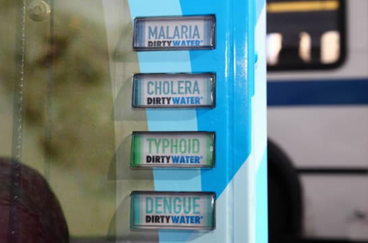 MALARIA
DIRTYWATER
CHOLERA
DIRTYWATER
TYPHOID
DIRTYWATER
DENGUE
DIRTYWATER